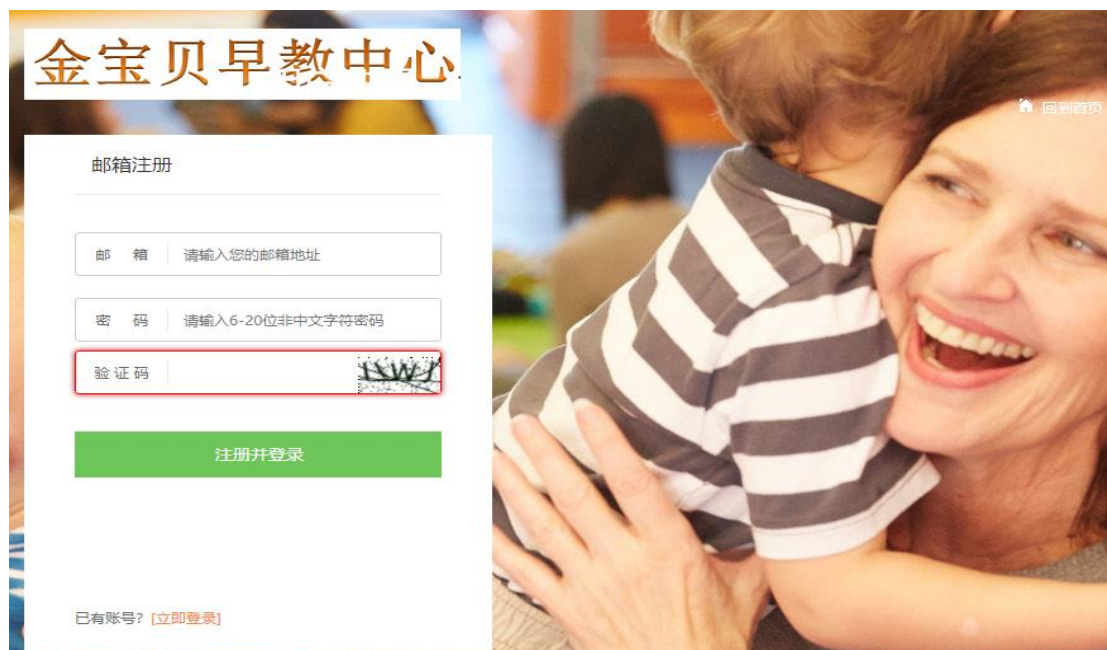 金宝贝早教中心
回到首页
邮箱注册
邮 箱 请输入您的邮箱地址
密 码 请输入6-20位非中文字符密码
验 证 码
注册并登录
已有账号? [立即登录]